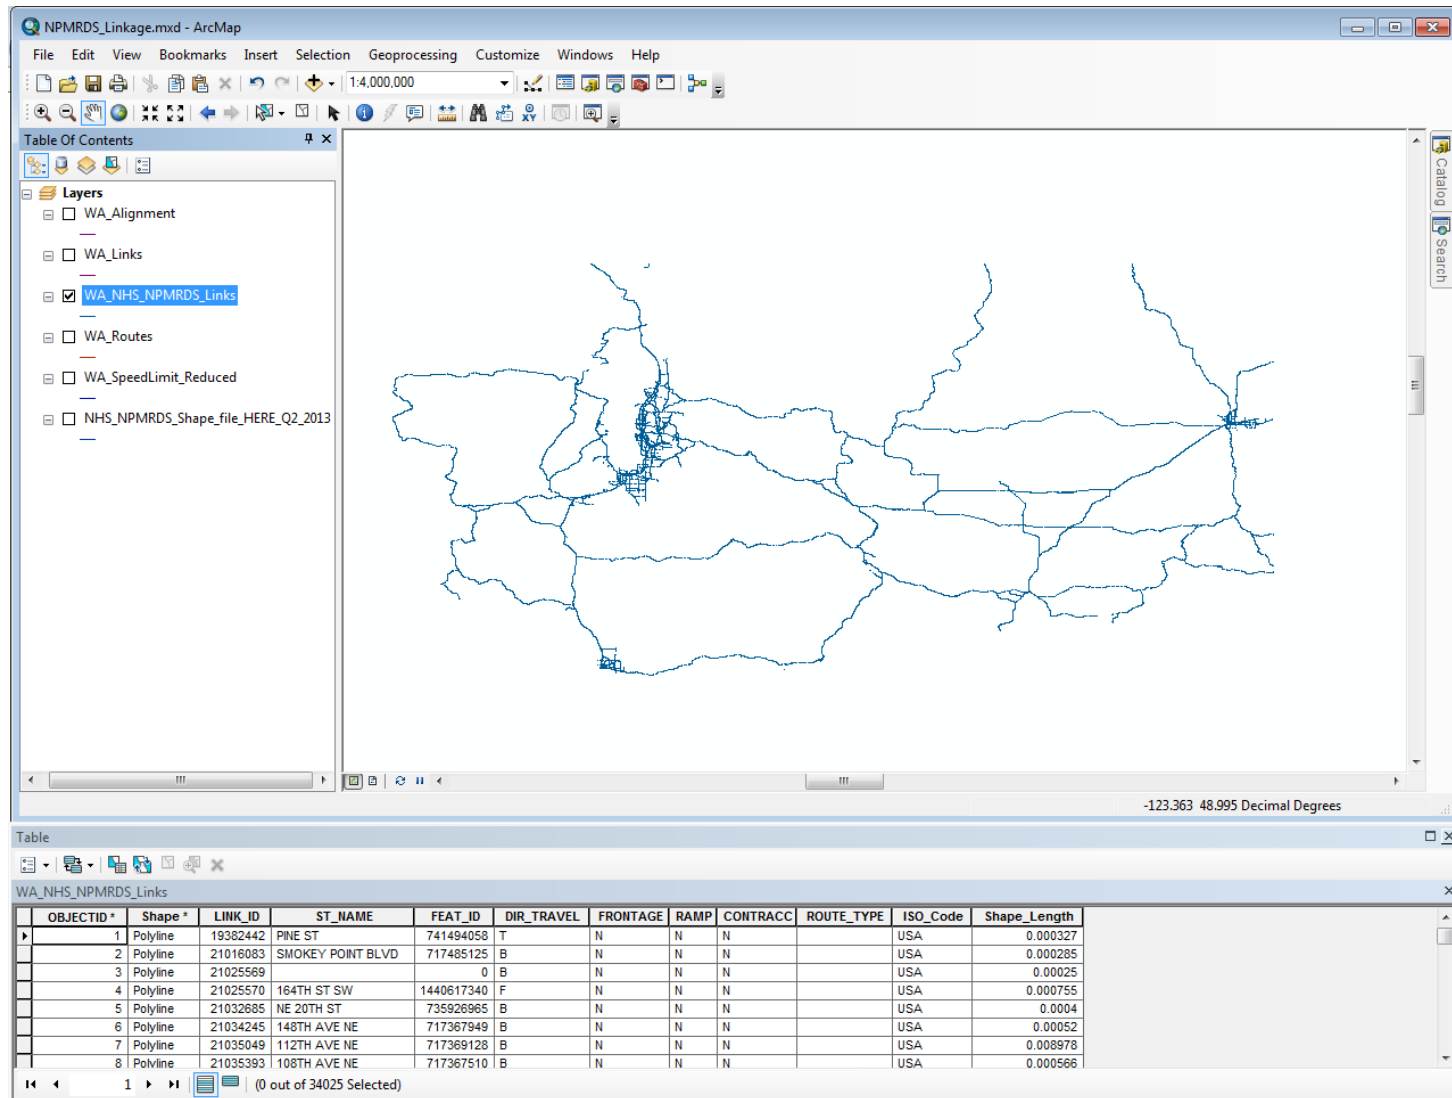 NPMRDS_Linkage.mxd - ArcMap
File Edit View Bookmarks Insert Selection Geoprocessing Customize Windows Help
1:4,000,000
Table Of Contents
Layers
WA_Alignment
WA_Links
WA_NHS_NPMRDS_Links
WA_Routes
WA_SpeedLimit_Reduced
NHS_NPMRDS_Shape_file_HERE_Q2_2013
Catalog
Search
-123.363 48.995 Decimal Degrees
Table
WA_NHS_NPMRDS_Links
OBJECTID * Shape * LINK_ID ST_NAME FEAT_ID DIR_TRAVEL FRONTAGE RAMP CONTRACC ROUTE_TYPE ISO_Code Shape_Length
1 Polyline 19382442 PINE ST 741494058 T N N N USA 0.000327
2 Polyline 21016083 SMOKEY POINT BLVD 717485125 B N N N USA 0.000285
3 Polyline 21025569 0 B N N N USA 0.00025
4 Polyline 21025570 164TH ST SW 1440617340 F N N N USA 0.000755
5 Polyline 21032685 NE 20TH ST 735926965 B N N N USA 0.0004
6 Polyline 21034245 148TH AVE NE 717367949 B N N N USA 0.00052
7 Polyline 21035049 112TH AVE NE 717369128 B N N N USA 0.008978
8 Polyline 21035393 108TH AVE NE 717367510 B N N N USA 0.000566
1 (0 out of 34025 Selected)